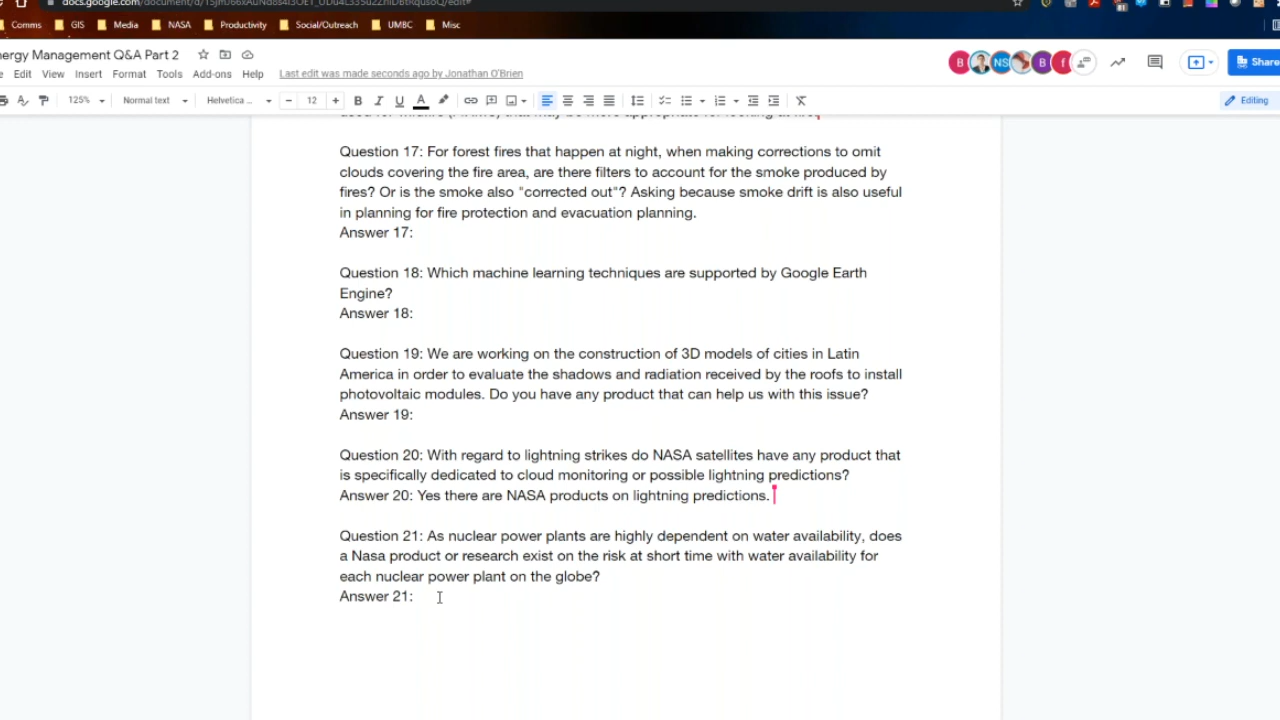 docs.google.com
Comms GIS Media NASA Productivity Social/Outreach UMBC Misc
nergy Management Q&A Part 2
Edit View Insert Format Tools Add-ons Help Last edit was made seconds ago by Jonathan O'Brien
B NS B f Share
125% Normal text Helvetica ... 12 B I U A Editing
Question 17: For forest fires that happen at night, when making corrections to omit
clouds covering the fire area, are there filters to account for the smoke produced by
fires? Or is the smoke also "corrected out"? Asking because smoke drift is also useful
in planning for fire protection and evacuation planning.
Answer 17:
Question 18: Which machine learning techniques are supported by Google Earth
Engine?
Answer 18:
Question 19: We are working on the construction of 3D models of cities in Latin
America in order to evaluate the shadows and radiation received by the roofs to install
photovoltaic modules. Do you have any product that can help us with this issue?
Answer 19:
Question 20: With regard to lightning strikes do NASA satellites have any product that
is specifically dedicated to cloud monitoring or possible lightning predictions?
Answer 20: Yes there are NASA products on lightning predictions.
Question 21: As nuclear power plants are highly dependent on water availability, does
a Nasa product or research exist on the risk at short time with water availability for
each nuclear power plant on the globe?
Answer 21: